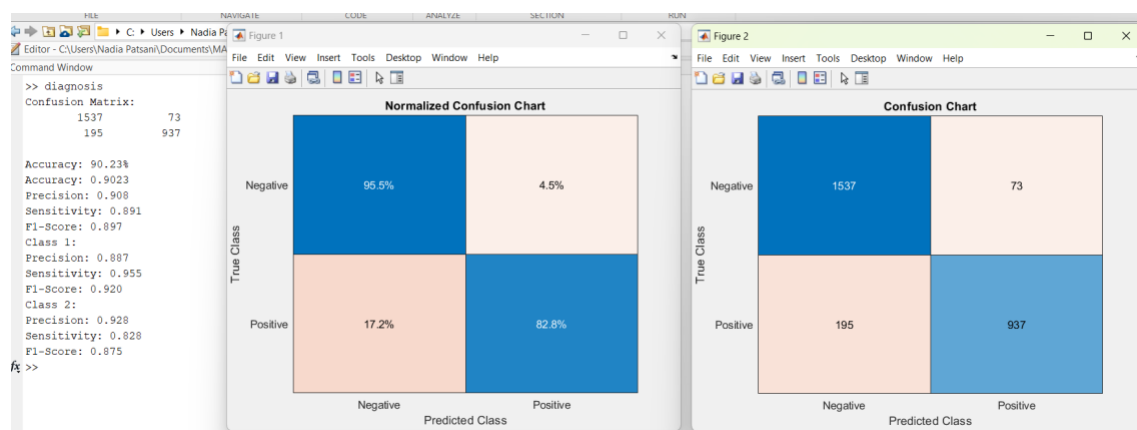 FILE NAVIGATE CODE ANALYZE SECTION RUN
C: Users Nadia Pa
Editor - C:\Users\Nadia Patsani\Documents\MA
Command Window
>> diagnosis
Confusion Matrix:
1537 73
195 937
Accuracy: 90.23%
Accuracy: 0.9023
Precision: 0.908
Sensitivity: 0.891
F1-Score: 0.897
Class 1:
Precision: 0.887
Sensitivity: 0.955
F1-Score: 0.920
Class 2:
Precision: 0.928
Sensitivity: 0.828
F1-Score: 0.875
fx >>
Figure 1
File Edit View Insert Tools Desktop Window Help
Normalized Confusion Chart
True Class
Negative 95.5% 4.5%
Positive 17.2% 82.8%
Negative Positive
Predicted Class
Figure 2
File Edit View Insert Tools Desktop Window Help
Confusion Chart
True Class
Negative 1537 73
Positive 195 937
Negative Positive
Predicted Class